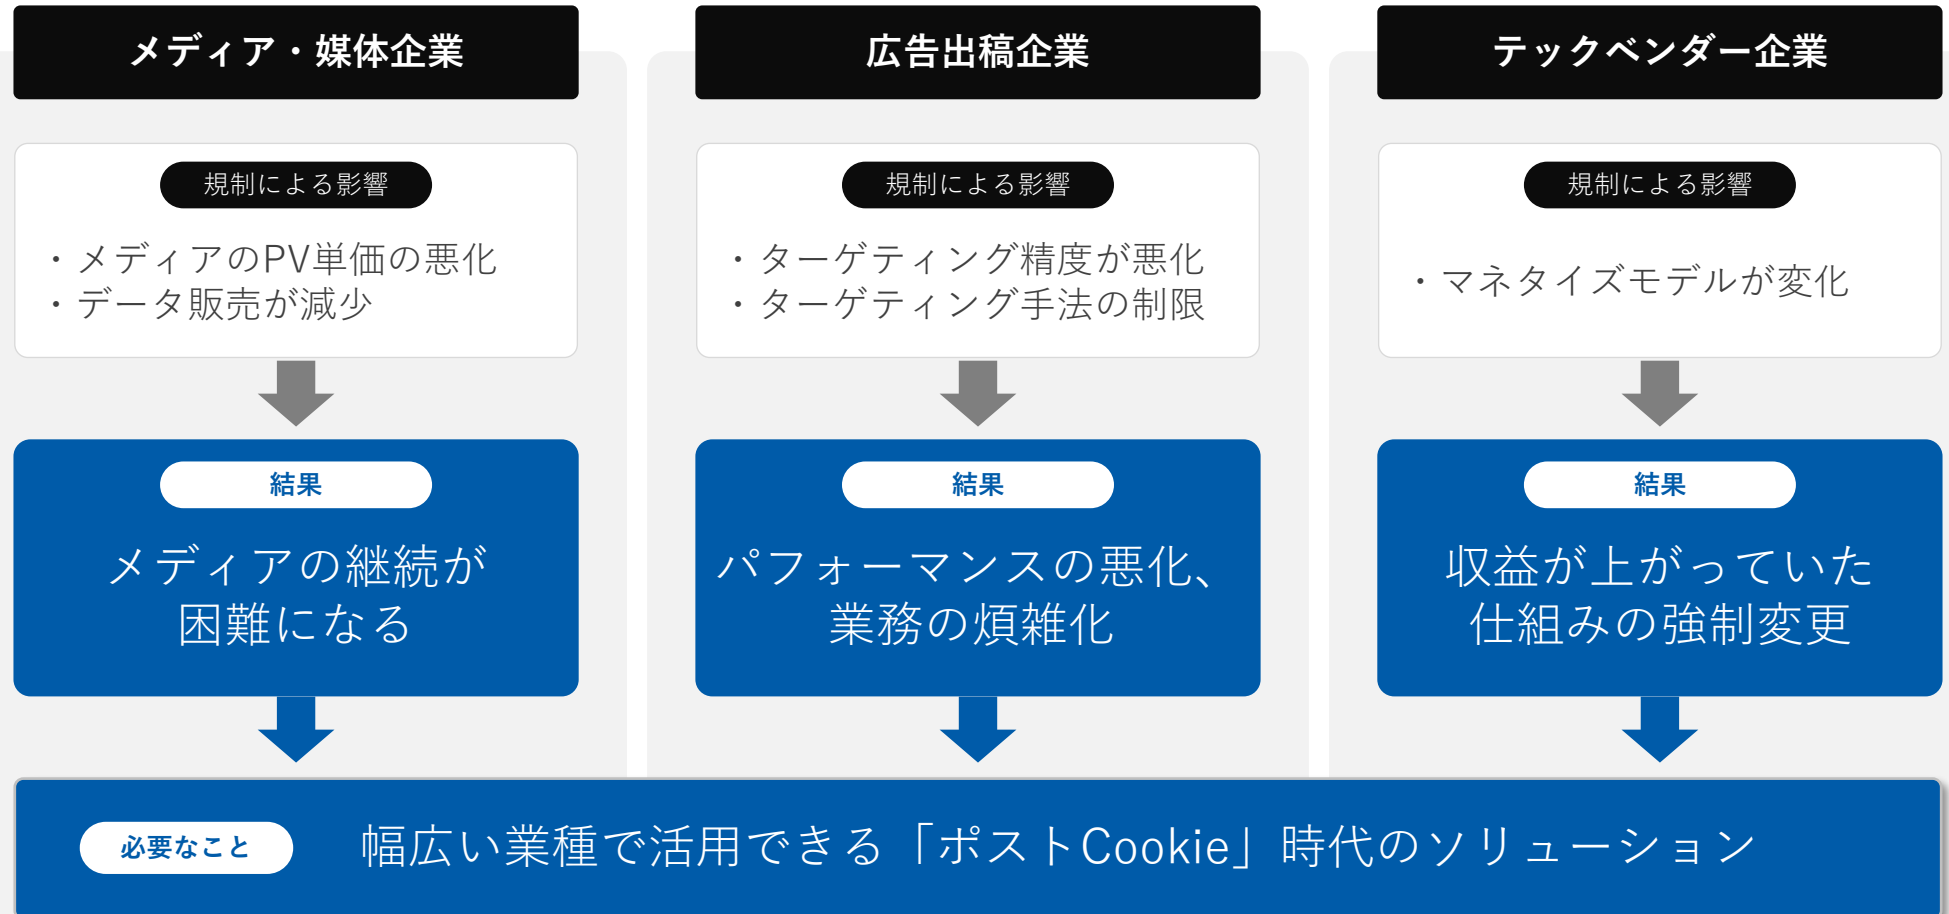 メディア・媒体企業
規制による影響
・メディアのPV単価の悪化
・データ販売が減少
結果
メディアの継続が
困難になる
広告出稿企業
規制による影響
・ターゲティング精度が悪化
・ターゲティング手法の制限
結果
パフォーマンスの悪化、
業務の煩雑化
テックベンダー企業
規制による影響
・マネタイズモデルが変化
結果
収益が上がっていた
仕組みの強制変更
必要なこと
幅広い業種で活用できる「ポストCookie」時代のソリューション